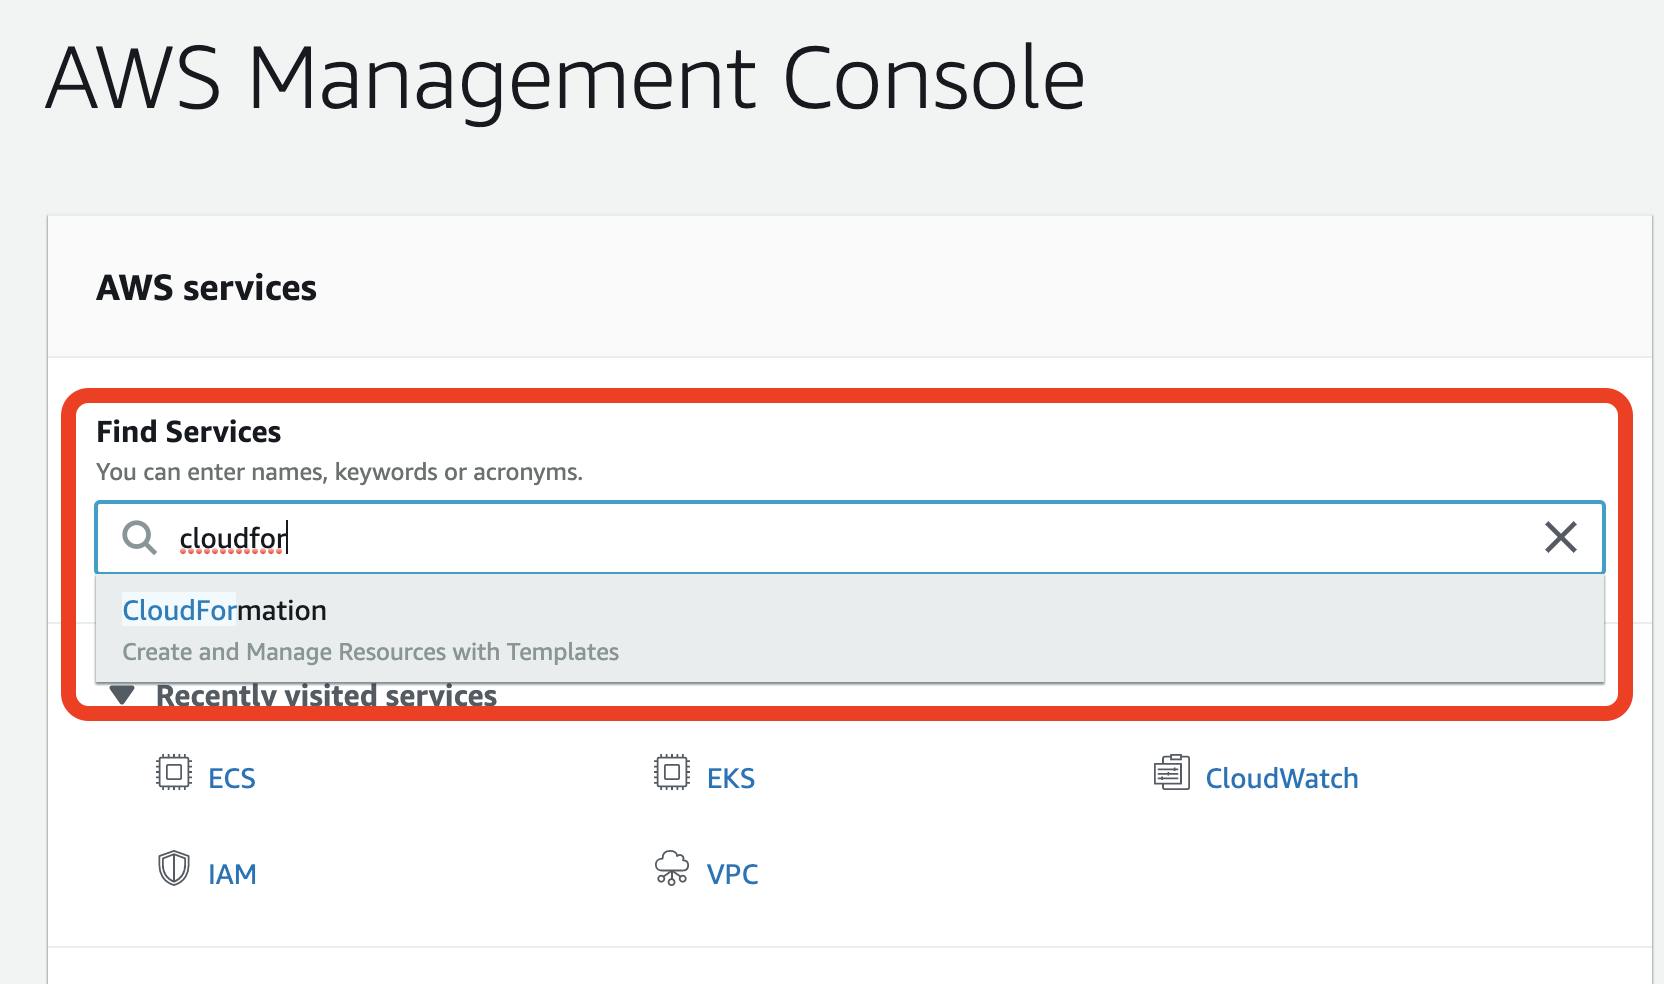 AWS Management Console
AWS services
Find Services
You can enter names, keywords or acronyms.
cloudfor
CloudFormation
Create and Manage Resources with Templates
Recently visited services
ECS
EKS
CloudWatch
IAM
VPC